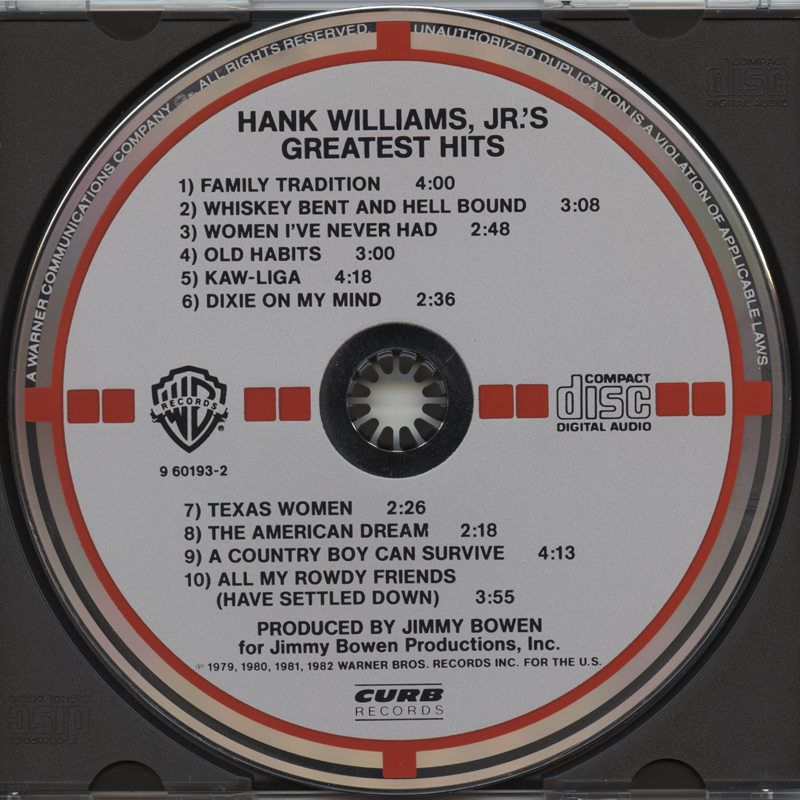 A WARNER COMMUNICATIONS COMPANY ALL RIGHTS RESERVED. UNAUTHORIZED DUPLICATION IS A VIOLATION OF APPLICABLE LAWS.
HANK WILLIAMS, JR.'S
GREATEST HITS
1) FAMILY TRADITION 4:00
2) WHISKEY BENT AND HELL BOUND 3:08
3) WOMEN I'VE NEVER HAD 2:48
4) OLD HABITS 3:00
5) KAW-LIGA 4:18
6) DIXIE ON MY MIND 2:36
WB RECORDS ®
COMPACT
disc
DIGITAL AUDIO
9 60193-2
7) TEXAS WOMEN 2:26
8) THE AMERICAN DREAM 2:18
9) A COUNTRY BOY CAN SURVIVE 4:13
10) ALL MY ROWDY FRIENDS
(HAVE SETTLED DOWN) 3:55
PRODUCED BY JIMMY BOWEN
for Jimmy Bowen Productions, Inc.
℗ 1979, 1980, 1981, 1982 WARNER BROS. RECORDS INC. FOR THE U.S.
CURB
RECORDS
COMPACT
disc
DIGITAL AUDIO
COMPACT
disc
DIGITAL AUDIO